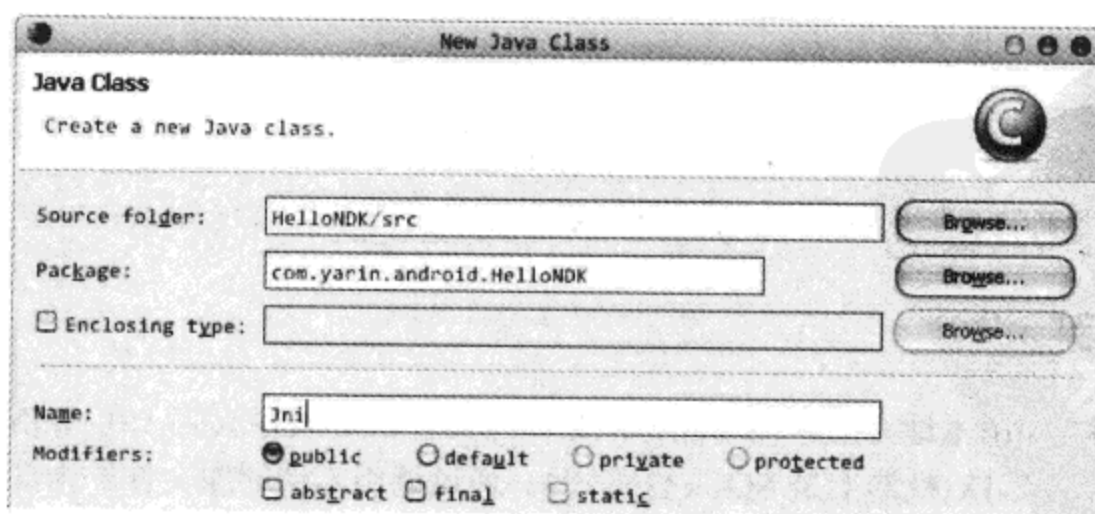 New Java Class
Java Class
Create a new Java class.
Source folder: HelloNDK/src Browse...
Package: com.yarin.android.HelloNDK Browse...
Enclosing type: Browse...
Name: Jni
Modifiers: public default private protected
abstract final static